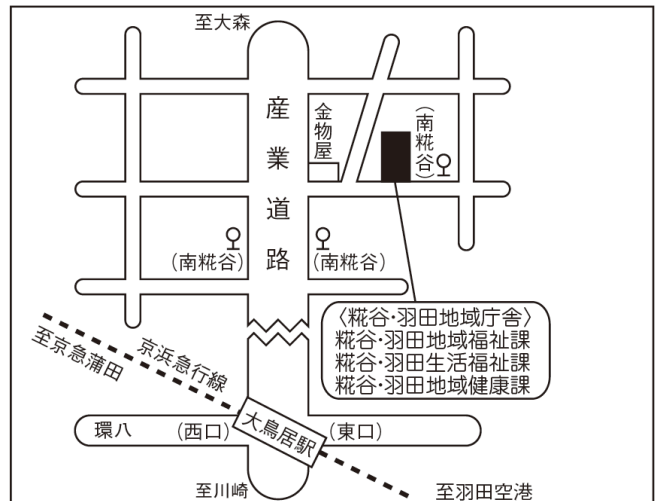 至大森
産業道路
金物屋
(南糀谷)
(南糀谷)
(南糀谷)
〈糀谷・羽田地域庁舎〉
糀谷・羽田地域福祉課
糀谷・羽田生活福祉課
糀谷・羽田地域健康課
京浜急行線
至京急蒲田
環八
(西口)
大鳥居駅
(東口)
至川崎
至羽田空港